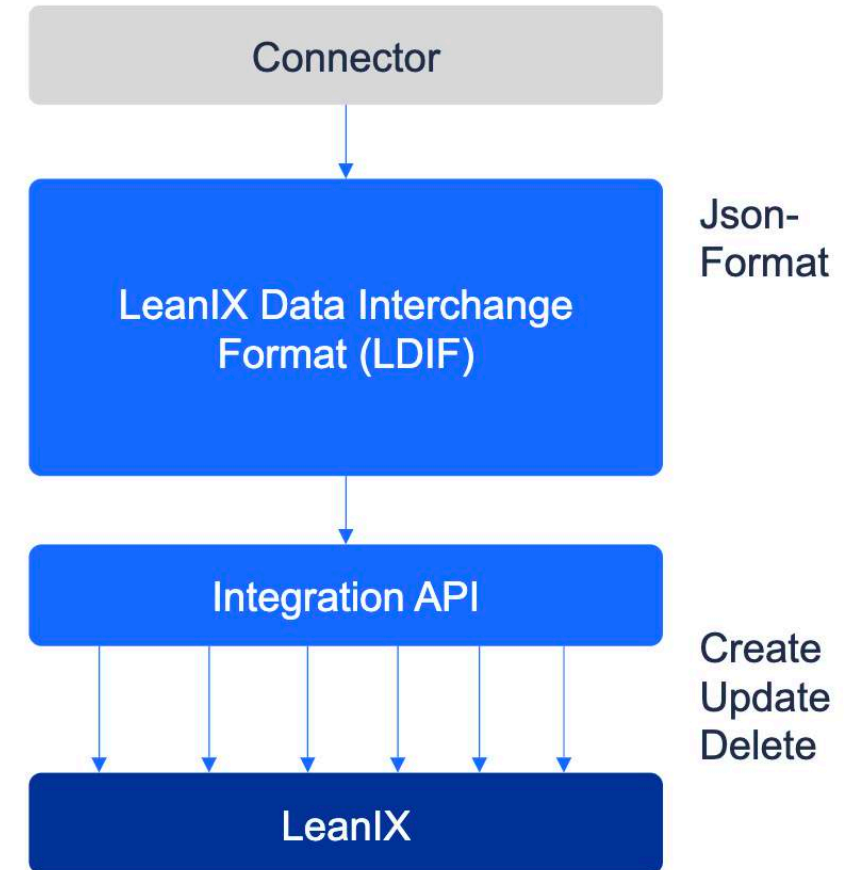 Connector
LeanIX Data Interchange
Format (LDIF)
Json-
Format
Integration API
Create
Update
Delete
LeanIX